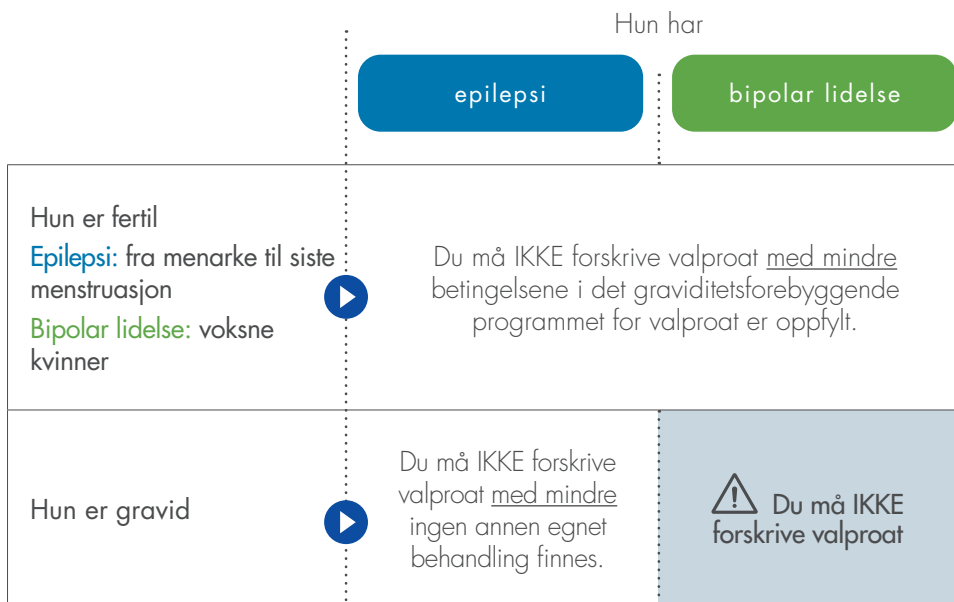 Hun har
epilepsi
bipolar lidelse
Hun er fertil
Epilepsi: fra menarke til siste
menstruasjon
Bipolar lidelse: voksne
kvinner
Du må IKKE forskrive valproat med mindre
betingelsene i det graviditetsforebyggende
programmet for valproat er oppfylt.
Hun er gravid
Du må IKKE forskrive
valproat med mindre
ingen annen egnet
behandling finnes.
Du må IKKE
forskrive valproat